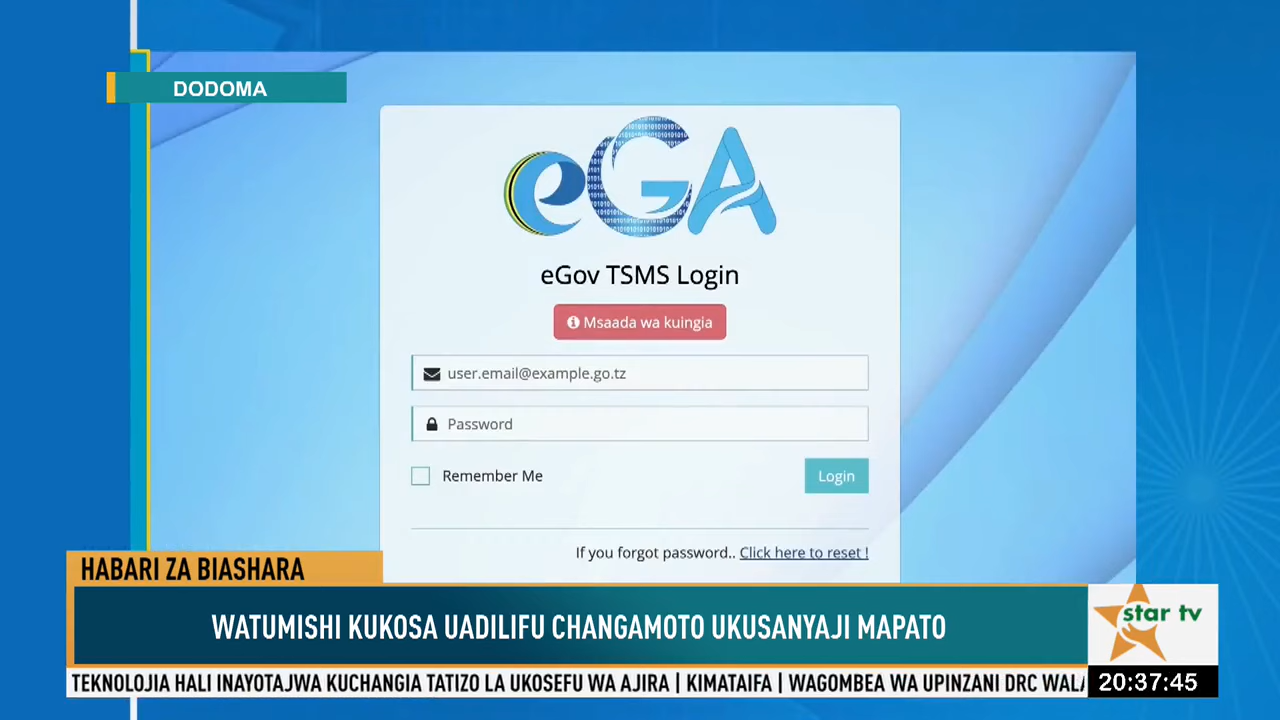 DODOMA
eGA
eGov TSMS Login
Msaada wa kuingia
user.email@example.go.tz
Password
Remember Me
Login
If you forgot password.. Click here to reset !
HABARI ZA BIASHARA
WATUMISHI KUKOSA UADILIFU CHANGAMOTO UKUSANYAJI MAPATO
star tv
TEKNOLOJIA HALI INAYOTAJWA KUCHANGIA TATIZO LA UKOSEFU WA AJIRA | KIMATAIFA | WAGOMBEA WA UPINZANI DRC WALA
20:37:45